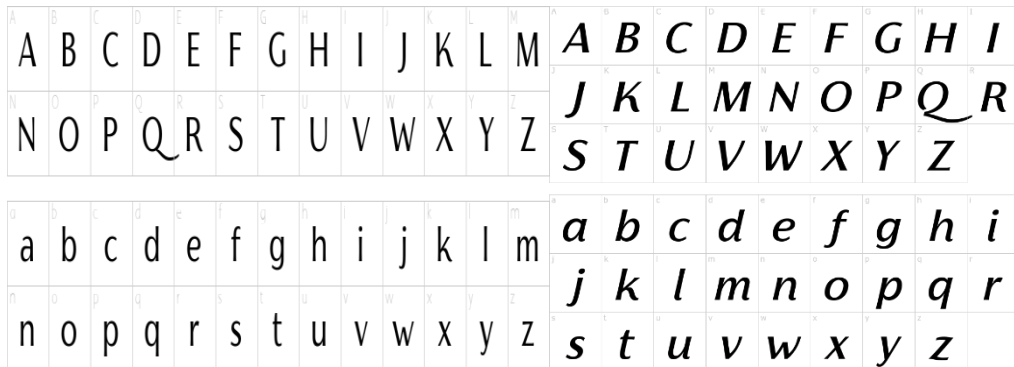 A B C D E F G H I J K L M
N O P Q R S T U V W X Y Z
a b c d e f g h i j k l m
n o p q r s t u v w x y z
A B C D E F G H I
J K L M N O P Q R
S T U V W X Y Z
a b c d e f g h i
j k l m n o p q r
s t u v w x y z